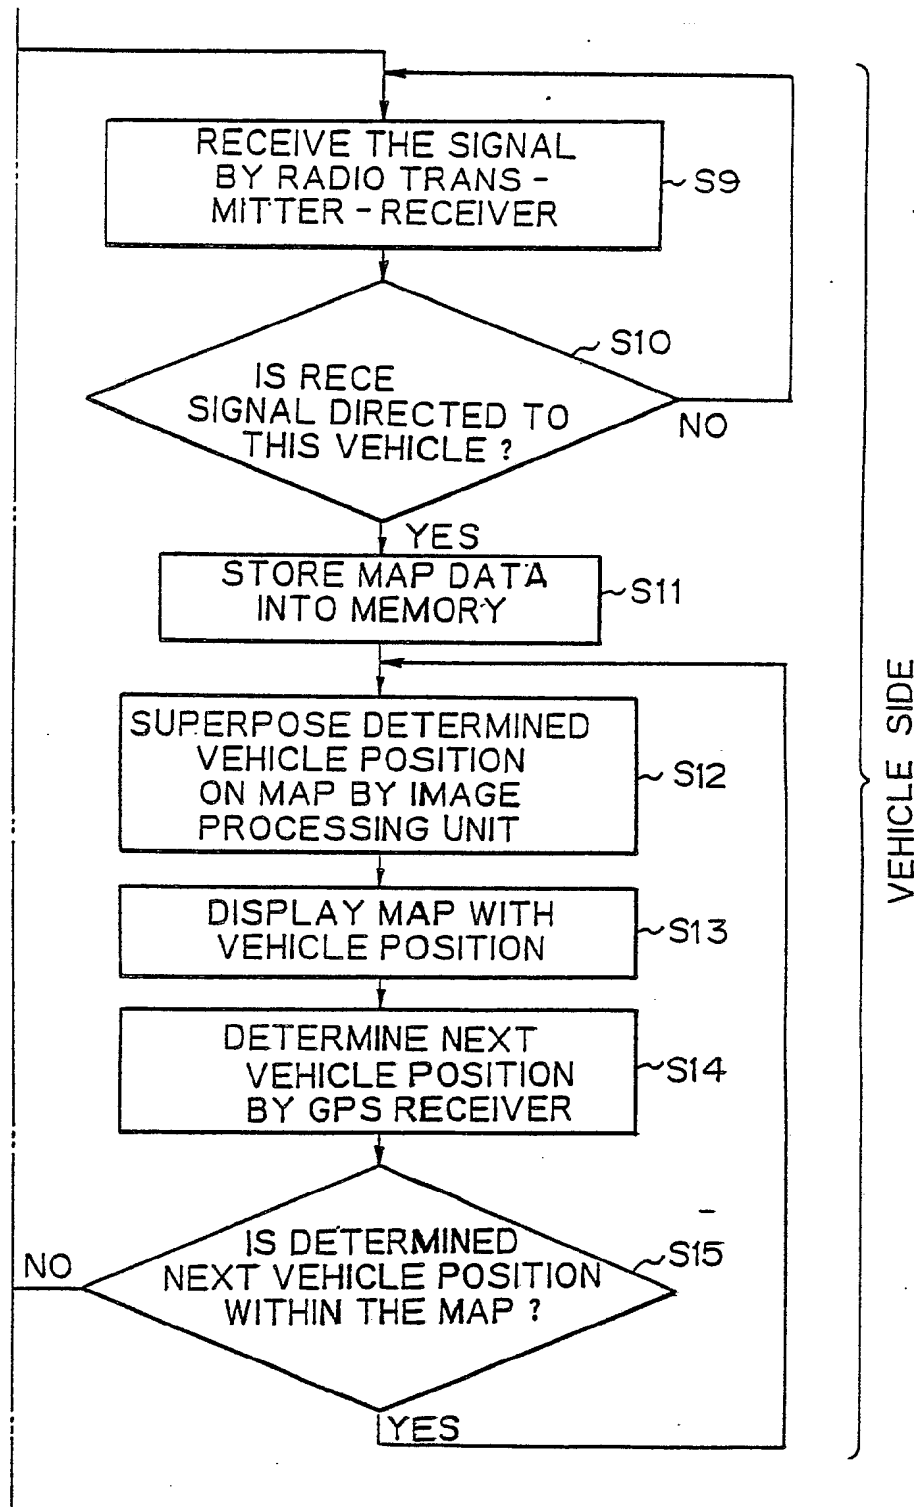 RECEIVE THE SIGNAL
BY RADIO TRANS -
MITTER - RECEIVER
S9
S10
IS RECE
SIGNAL DIRECTED TO
THIS VEHICLE ?
NO
YES
STORE MAP DATA
INTO MEMORY
S11
SUPERPOSE DETERMINED
VEHICLE POSITION
ON MAP BY IMAGE
PROCESSING UNIT
S12
DISPLAY MAP WITH
VEHICLE POSITION
S13
DETERMINE NEXT
VEHICLE POSITION
BY GPS RECEIVER
S14
IS DETERMINED
NEXT VEHICLE POSITION
WITHIN THE MAP ?
S15
NO
YES
VEHICLE SIDE